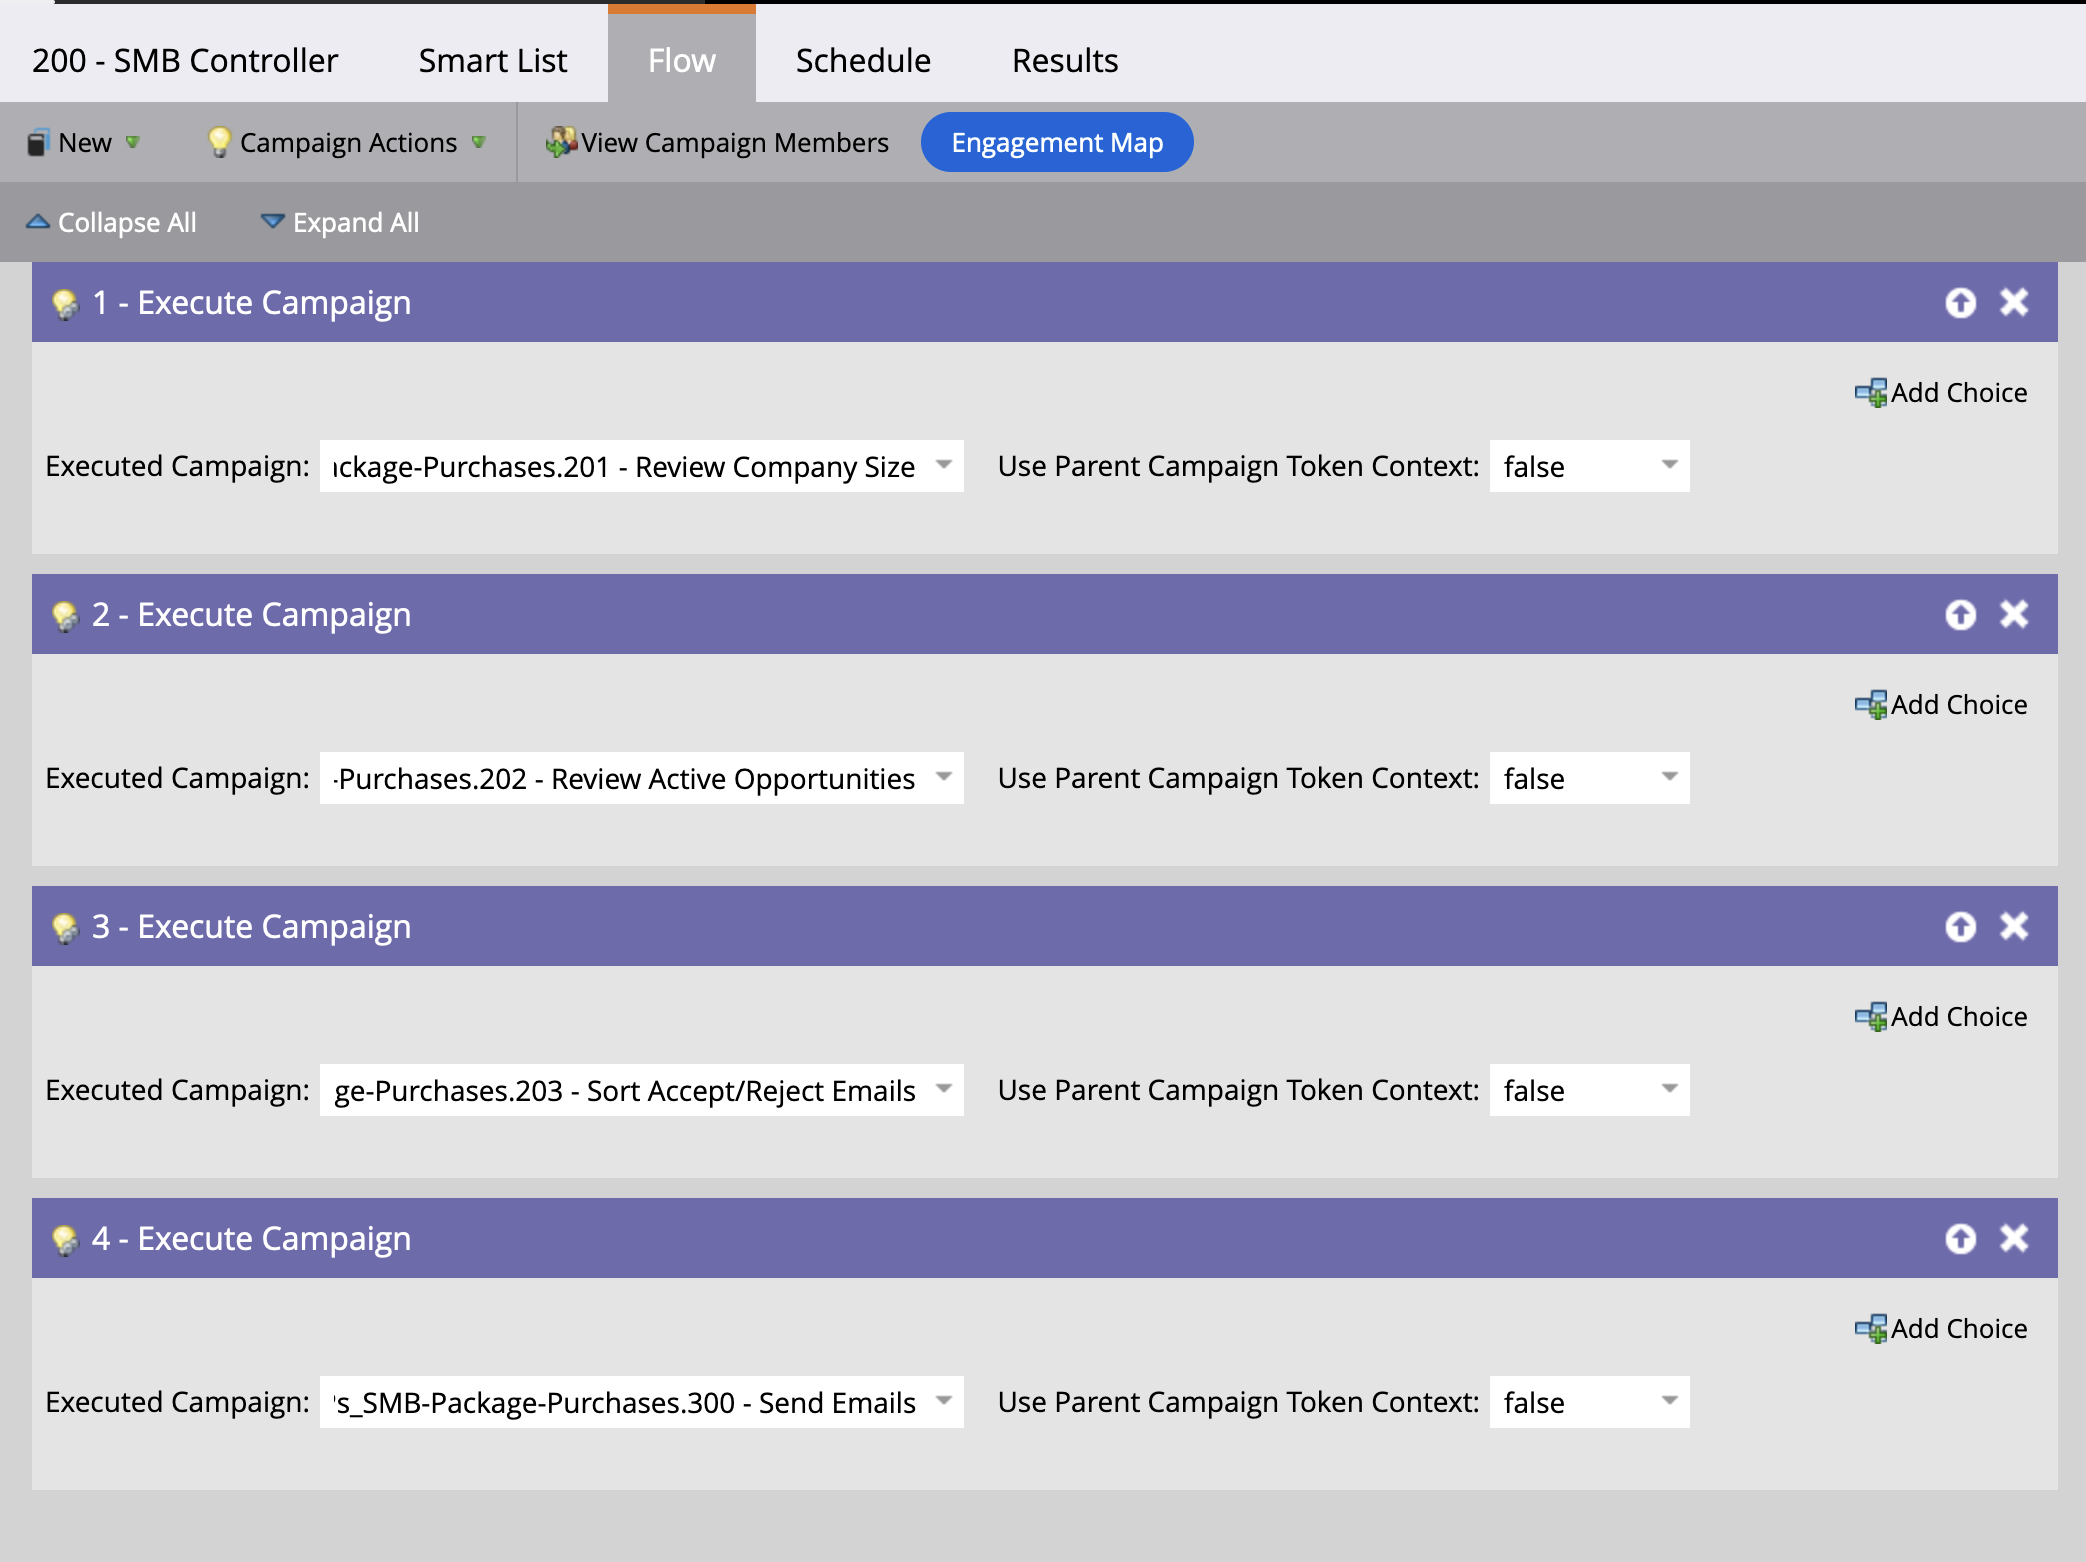 200 - SMB Controller Smart List Flow Schedule Results
New Campaign Actions View Campaign Members Engagement Map
Collapse All Expand All
1 - Execute Campaign
Add Choice
Executed Campaign: ackage-Purchases.201 - Review Company Size Use Parent Campaign Token Context: false
2 - Execute Campaign
Add Choice
Executed Campaign: -Purchases.202 - Review Active Opportunities Use Parent Campaign Token Context: false
3 - Execute Campaign
Add Choice
Executed Campaign: ge-Purchases.203 - Sort Accept/Reject Emails Use Parent Campaign Token Context: false
4 - Execute Campaign
Add Choice
Executed Campaign: s_SMB-Package-Purchases.300 - Send Emails Use Parent Campaign Token Context: false